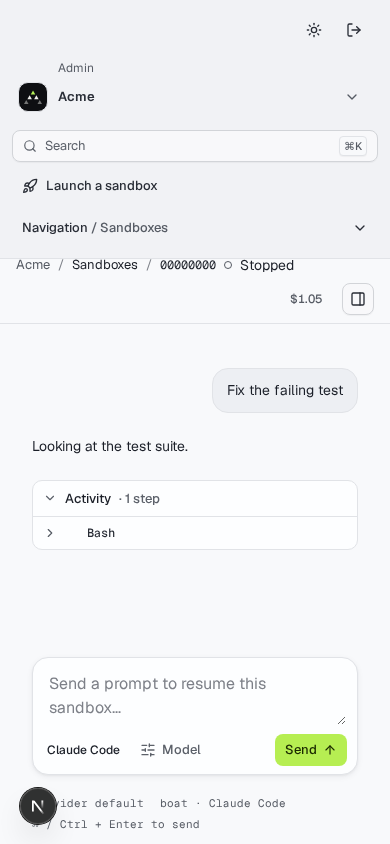 Admin
Acme
Search ⌘K
Launch a sandbox
Navigation / Sandboxes
Acme / Sandboxes / 00000000 Stopped
$1.05
Fix the failing test
Looking at the test suite.
Activity · 1 step
Bash
Send a prompt to resume this
sandbox...
Claude Code Model Send ↑
default boat · Claude Code
/ Ctrl + Enter to send
N